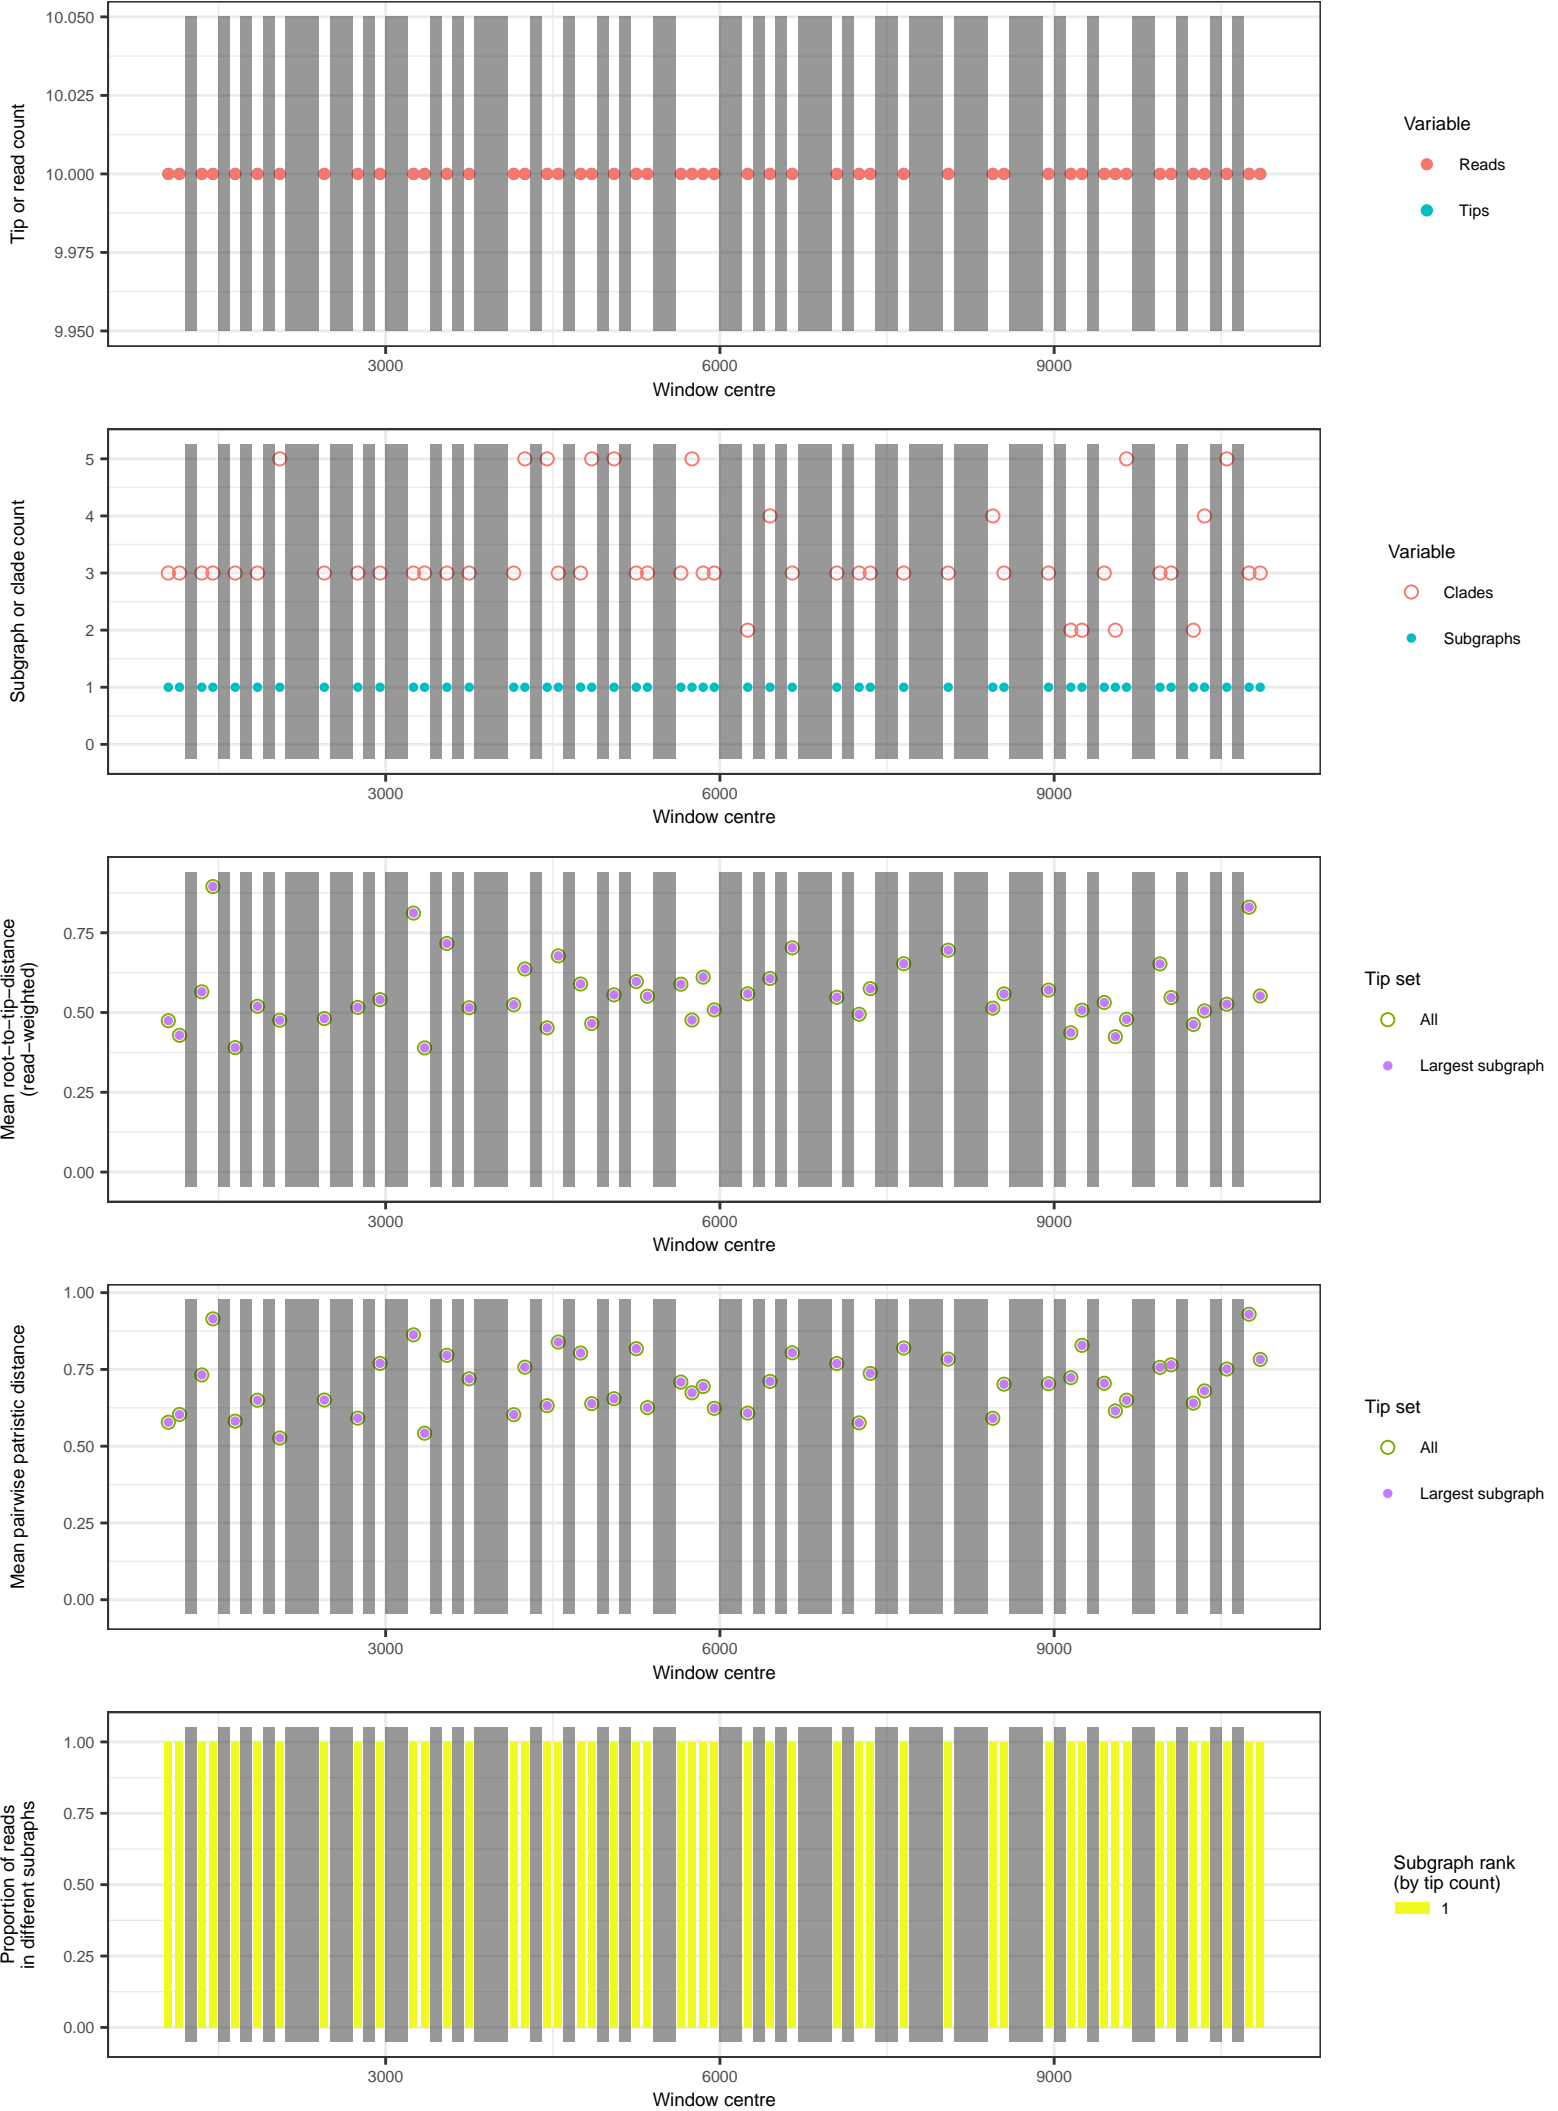 10.050
10.025
10.000
9.975
9.950
Tip or read count
3000
6000
9000
Window centre
Variable
Reads
Tips
5
4
3
2
1
0
Subgraph or clade count
3000
6000
9000
Window centre
Variable
Clades
Subgraphs
0.75
0.50
0.25
0.00
Mean root−to−tip−distance
(read−weighted)
3000
6000
9000
Window centre
Tip set
All
Largest subgraph
1.00
0.75
0.50
0.25
0.00
Mean pairwise patristic distance
3000
6000
9000
Window centre
Tip set
All
Largest subgraph
1.00
0.75
0.50
0.25
0.00
Proportion of reads
in different subraphs
3000
6000
9000
Window centre
Subgraph rank
(by tip count)
1